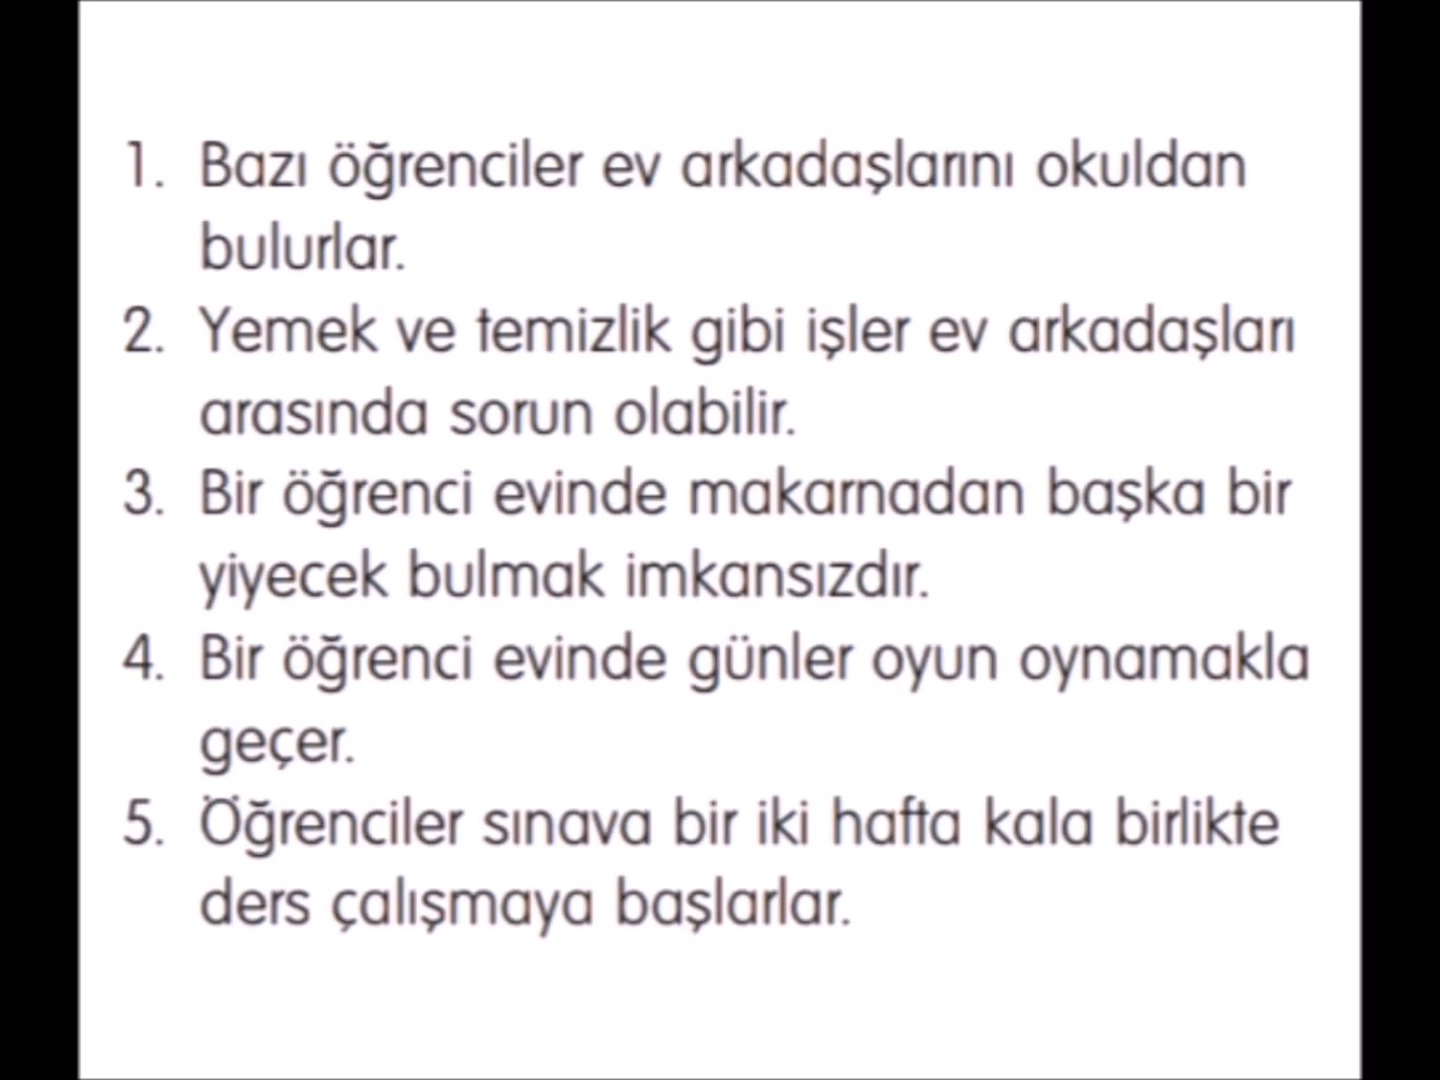 1. Bazı öğrenciler ev arkadaşlarını okuldan
bulurlar.
2. Yemek ve temizlik gibi işler ev arkadaşları
arasında sorun olabilir.
3. Bir öğrenci evinde makarnadan başka bir
yiyecek bulmak imkansızdır.
4. Bir öğrenci evinde günler oyun oynamakla
geçer.
5. Öğrenciler sınava bir iki hafta kala birlikte
ders çalışmaya başlarlar.